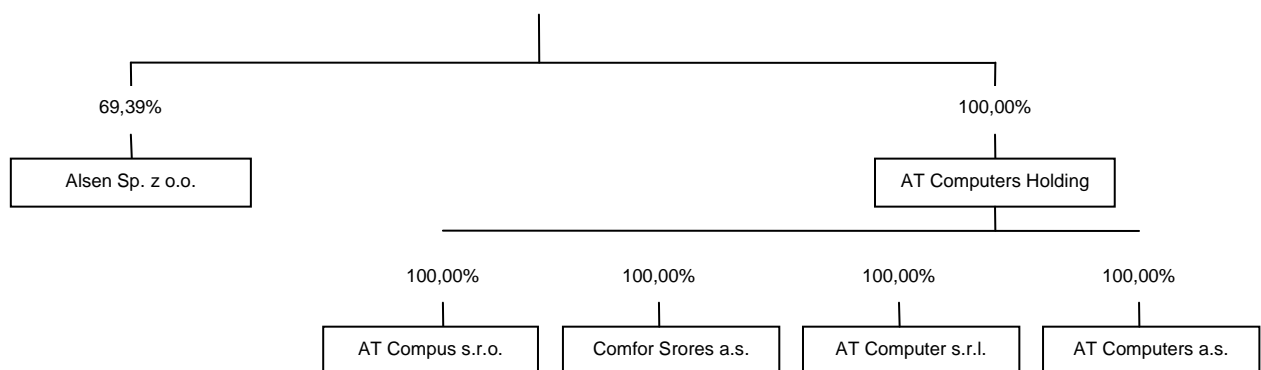 69,39%
100,00%
Alsen Sp. z o.o.
AT Computers Holding
100,00%
100,00%
100,00%
100,00%
AT Compus s.r.o.
Comfor Srores a.s.
AT Computer s.r.l.
AT Computers a.s.